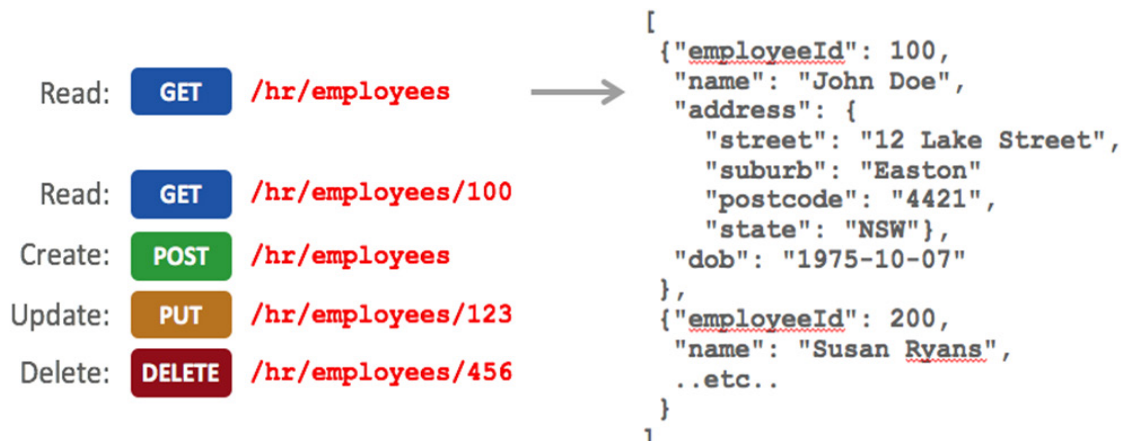 Read: GET /hr/employees
Read: GET /hr/employees/100
Create: POST /hr/employees
Update: PUT /hr/employees/123
Delete: DELETE /hr/employees/456
[
{"employeeId": 100,
"name": "John Doe",
"address": {
"street": "12 Lake Street",
"suburb": "Easton"
"postcode": "4421",
"state": "NSW"},
"dob": "1975-10-07"
},
{"employeeId": 200,
"name": "Susan Ryans",
..etc..
}
]